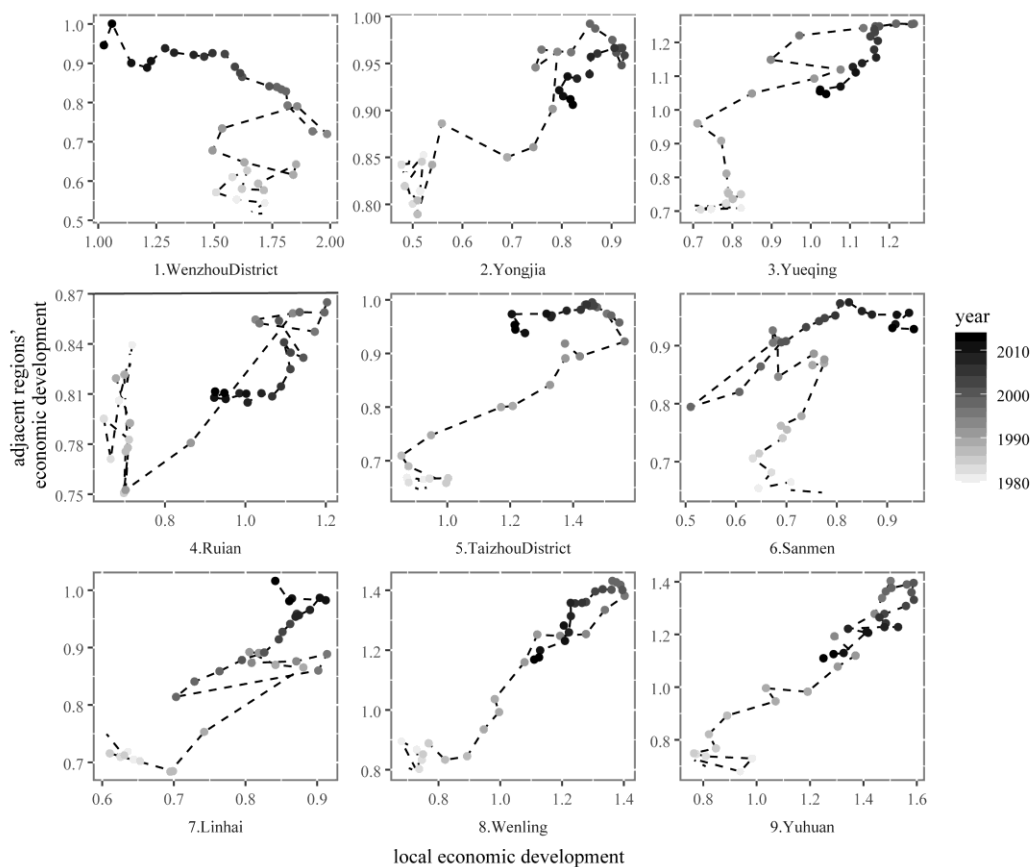 1.0
0.9
0.8
0.7
0.6
0.5
1.00 1.25 1.50 1.75 2.00
1.WenzhouDistrict
1.00
0.95
0.90
0.85
0.80
0.5 0.6 0.7 0.8 0.9
2.Yongjia
1.2
1.1
1.0
0.9
0.8
0.7
0.7 0.8 0.9 1.0 1.1 1.2
3.Yueqing
adjacent regions'
economic development
0.87
0.84
0.81
0.78
0.75
0.8 1.0 1.2
4.Ruian
1.0
0.9
0.8
0.7
1.0 1.2 1.4
5.TaizhouDistrict
0.9
0.8
0.7
0.5 0.6 0.7 0.8 0.9
6.Sanmen
year
2010
2000
1990
1980
1.0
0.9
0.8
0.7
0.6 0.7 0.8 0.9
7.Linhai
1.4
1.2
1.0
0.8
0.8 1.0 1.2 1.4
8.Wenling
1.4
1.2
1.0
0.8
0.8 1.0 1.2 1.4 1.6
9.Yuhuan
local economic development